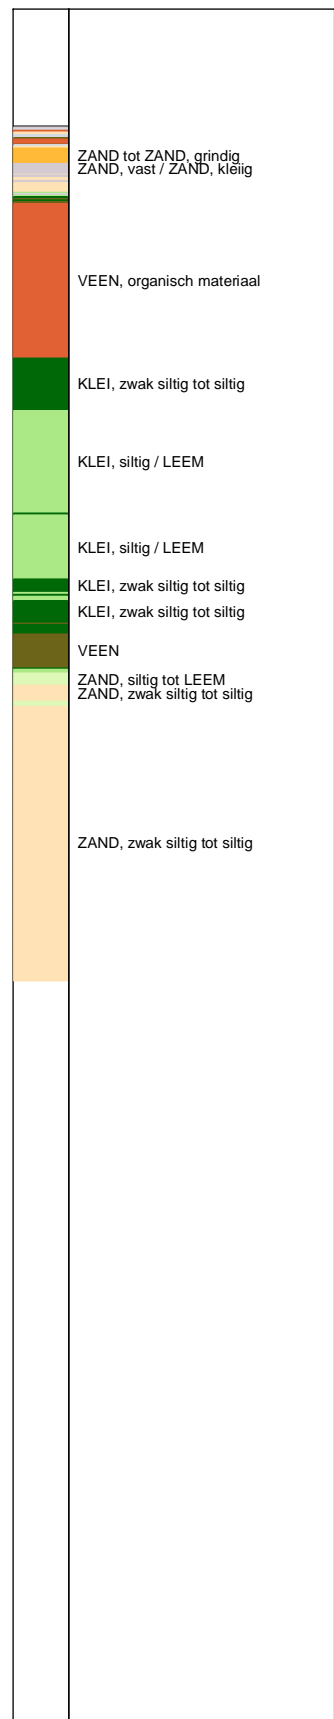 ZAND tot ZAND, grindig
ZAND, vast / ZAND, kleiig
VEEN, organisch materiaal
KLEI, zwak siltig tot siltig
KLEI, siltig / LEEM
KLEI, siltig / LEEM
KLEI, zwak siltig tot siltig
KLEI, zwak siltig tot siltig
VEEN
ZAND, siltig tot LEEM
ZAND, zwak siltig tot siltig
ZAND, zwak siltig tot siltig